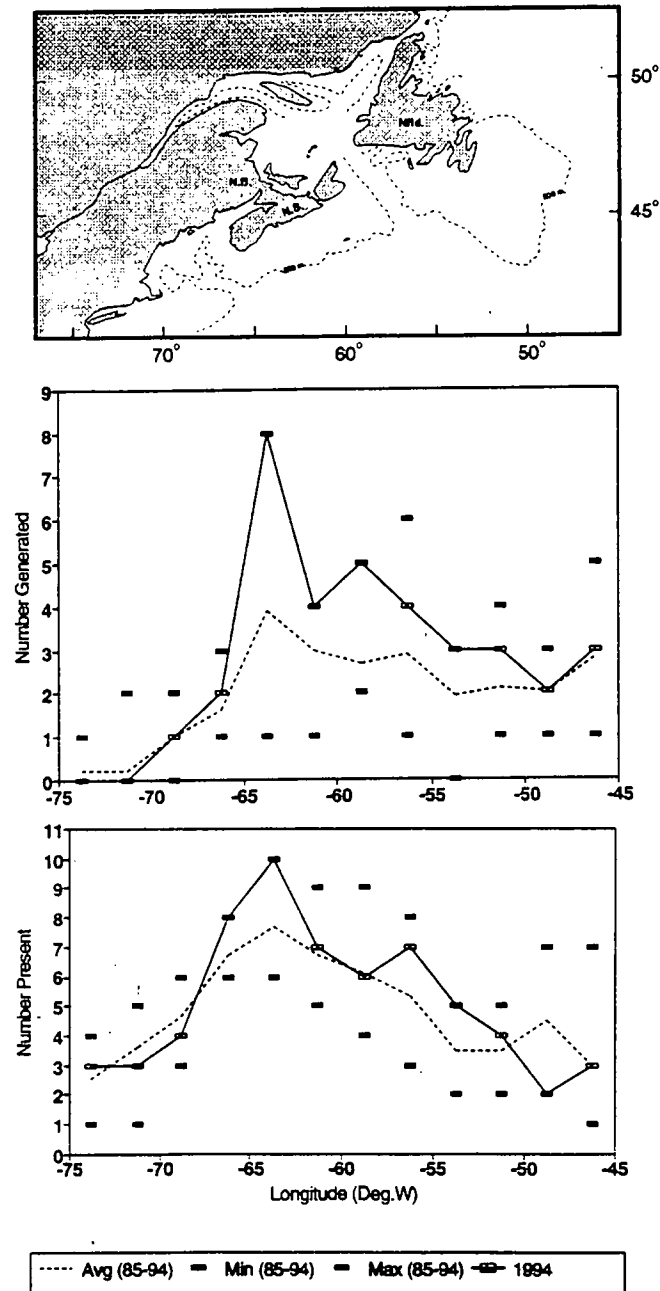 50°
Nfld.
N.B.
45°
N.S.
200 m.
200 m.
70° 60° 50°
9
8
7
6
5
4
3
2
1
0
Number Generated
-75 -70 -65 -60 -55 -50 -45
11
10
9
8
7
6
5
4
3
2
1
0
Number Present
-75 -70 -65 -60 -55 -50 -45
Longitude (Deg.W)
Avg (85-94) Min (85-94) Max (85-94) 1994